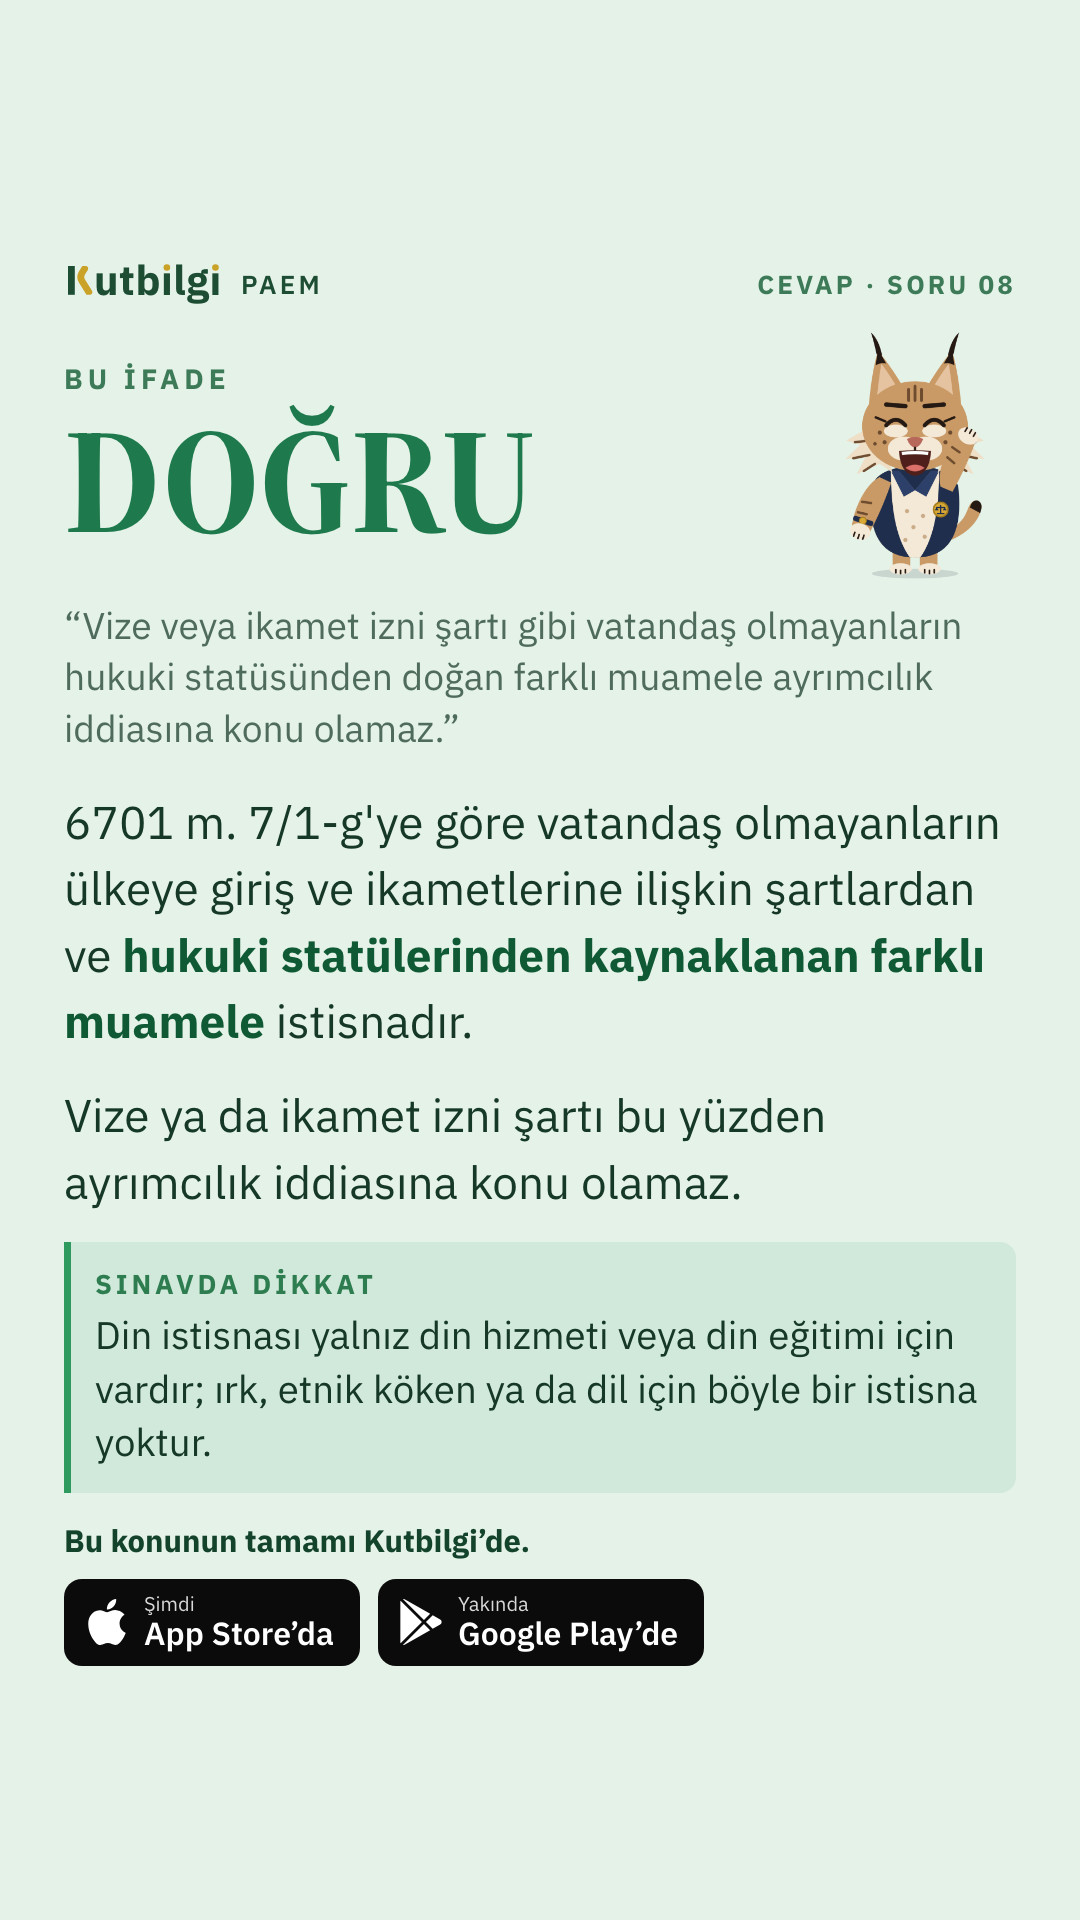 Kutbilgi PAEM
CEVAP · SORU 08
BU İFADE
DOĞRU
“Vize veya ikamet izni şartı gibi vatandaş olmayanların
hukuki statüsünden doğan farklı muamele ayrımcılık
iddiasına konu olamaz.”
6701 m. 7/1-g'ye göre vatandaş olmayanların
ülkeye giriş ve ikametlerine ilişkin şartlardan
ve hukuki statülerinden kaynaklanan farklı
muamele istisnadır.
Vize ya da ikamet izni şartı bu yüzden
ayrımcılık iddiasına konu olamaz.
SINAVDA DİKKAT
Din istisnası yalnız din hizmeti veya din eğitimi için
vardır; ırk, etnik köken ya da dil için böyle bir istisna
yoktur.
Bu konunun tamamı Kutbilgi’de.
Şimdi
App Store’da
Yakında
Google Play’de